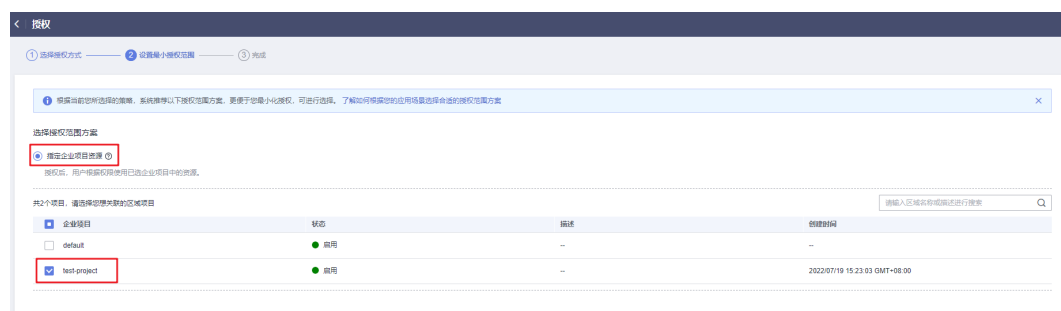 授权
1 选择授权方式 2 设置最小授权范围 3 完成
根据当前您所选择的策略，系统推荐以下授权范围方案，更便于您最小化授权，可进行选择。 了解如何根据您的应用场景选择合适的授权范围方案
选择授权范围方案
指定企业项目资源
授权后，用户根据权限使用已选企业项目中的资源。
共2个项目，请选择您想关联的区域项目 请输入区域名称或描述进行搜索
企业项目 状态 描述 创建时间
default 启用 -- --
test-project 启用 -- 2022/07/19 15:23:03 GMT+08:00